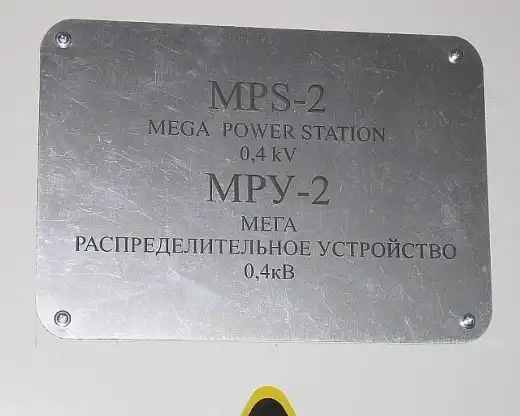 MPS-2
MEGA POWER STATION
0,4 kV
МРУ-2
МЕГА
РАСПРЕДЕЛИТЕЛЬНОЕ УСТРОЙСТВО
0,4кВ